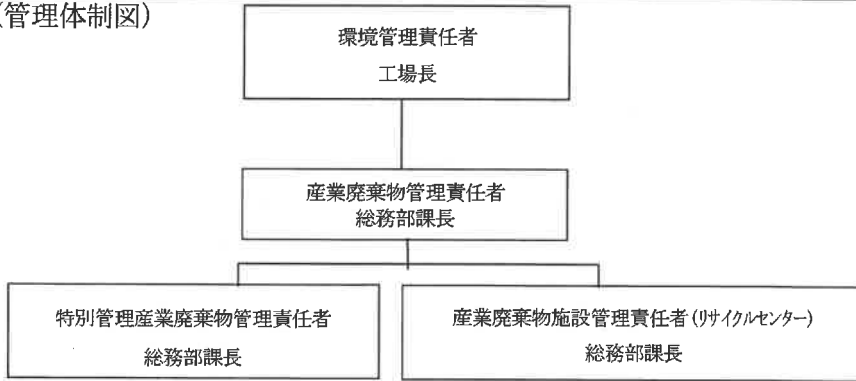 (管理体制図)
環境管理責任者
工場長
産業廃棄物管理責任者
総務部課長
特別管理産業廃棄物管理責任者
総務部課長
産業廃棄物施設管理責任者(リサイクルセンター)
総務部課長